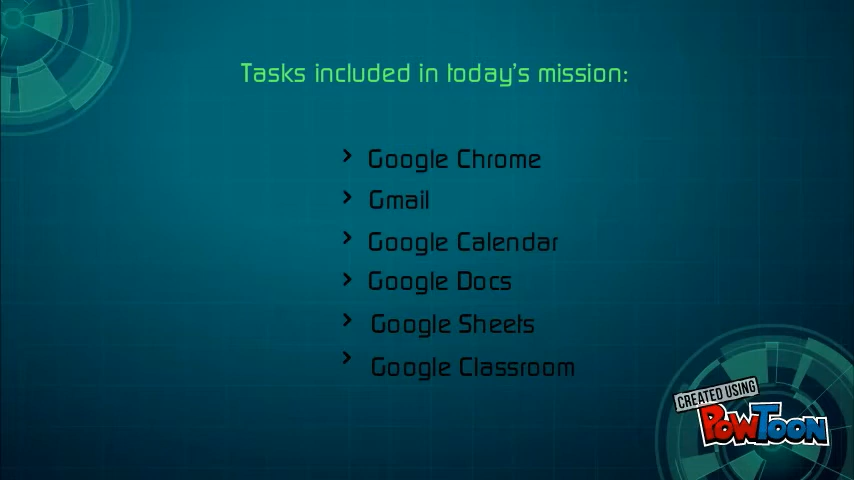 Tasks included in today's mission:
> Google Chrome
> Gmail
> Google Calendar
> Google Docs
> Google Sheets
> Google Classroom
CREATED USING
POWTOON